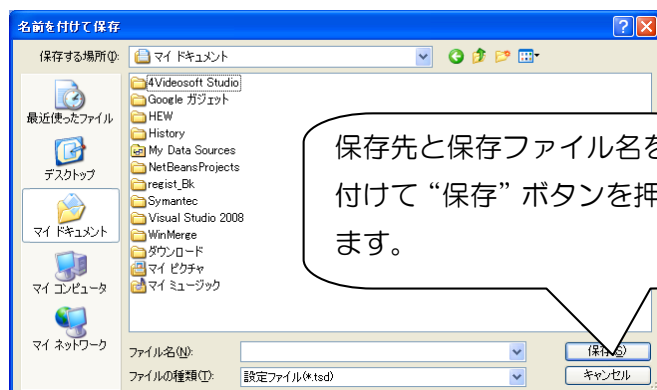 名前を付けて保存
保存する場所(I):
マイ ドキュメント
最近使ったファイル
デスクトップ
マイ ドキュメント
マイ コンピュータ
マイ ネットワーク
4Videosoft Studio
Google ガジェット
HEW
History
My Data Sources
NetBeansProjects
regist_Bk
Symantec
Visual Studio 2008
WinMerge
ダウンロード
マイ ピクチャ
マイ ミュージック
保存先と保存ファイル名を
付けて“保存”ボタンを押
ます。
ファイル名(N):
保存(S)
ファイルの種類(T):
設定ファイル(*.tsd)
キャンセル